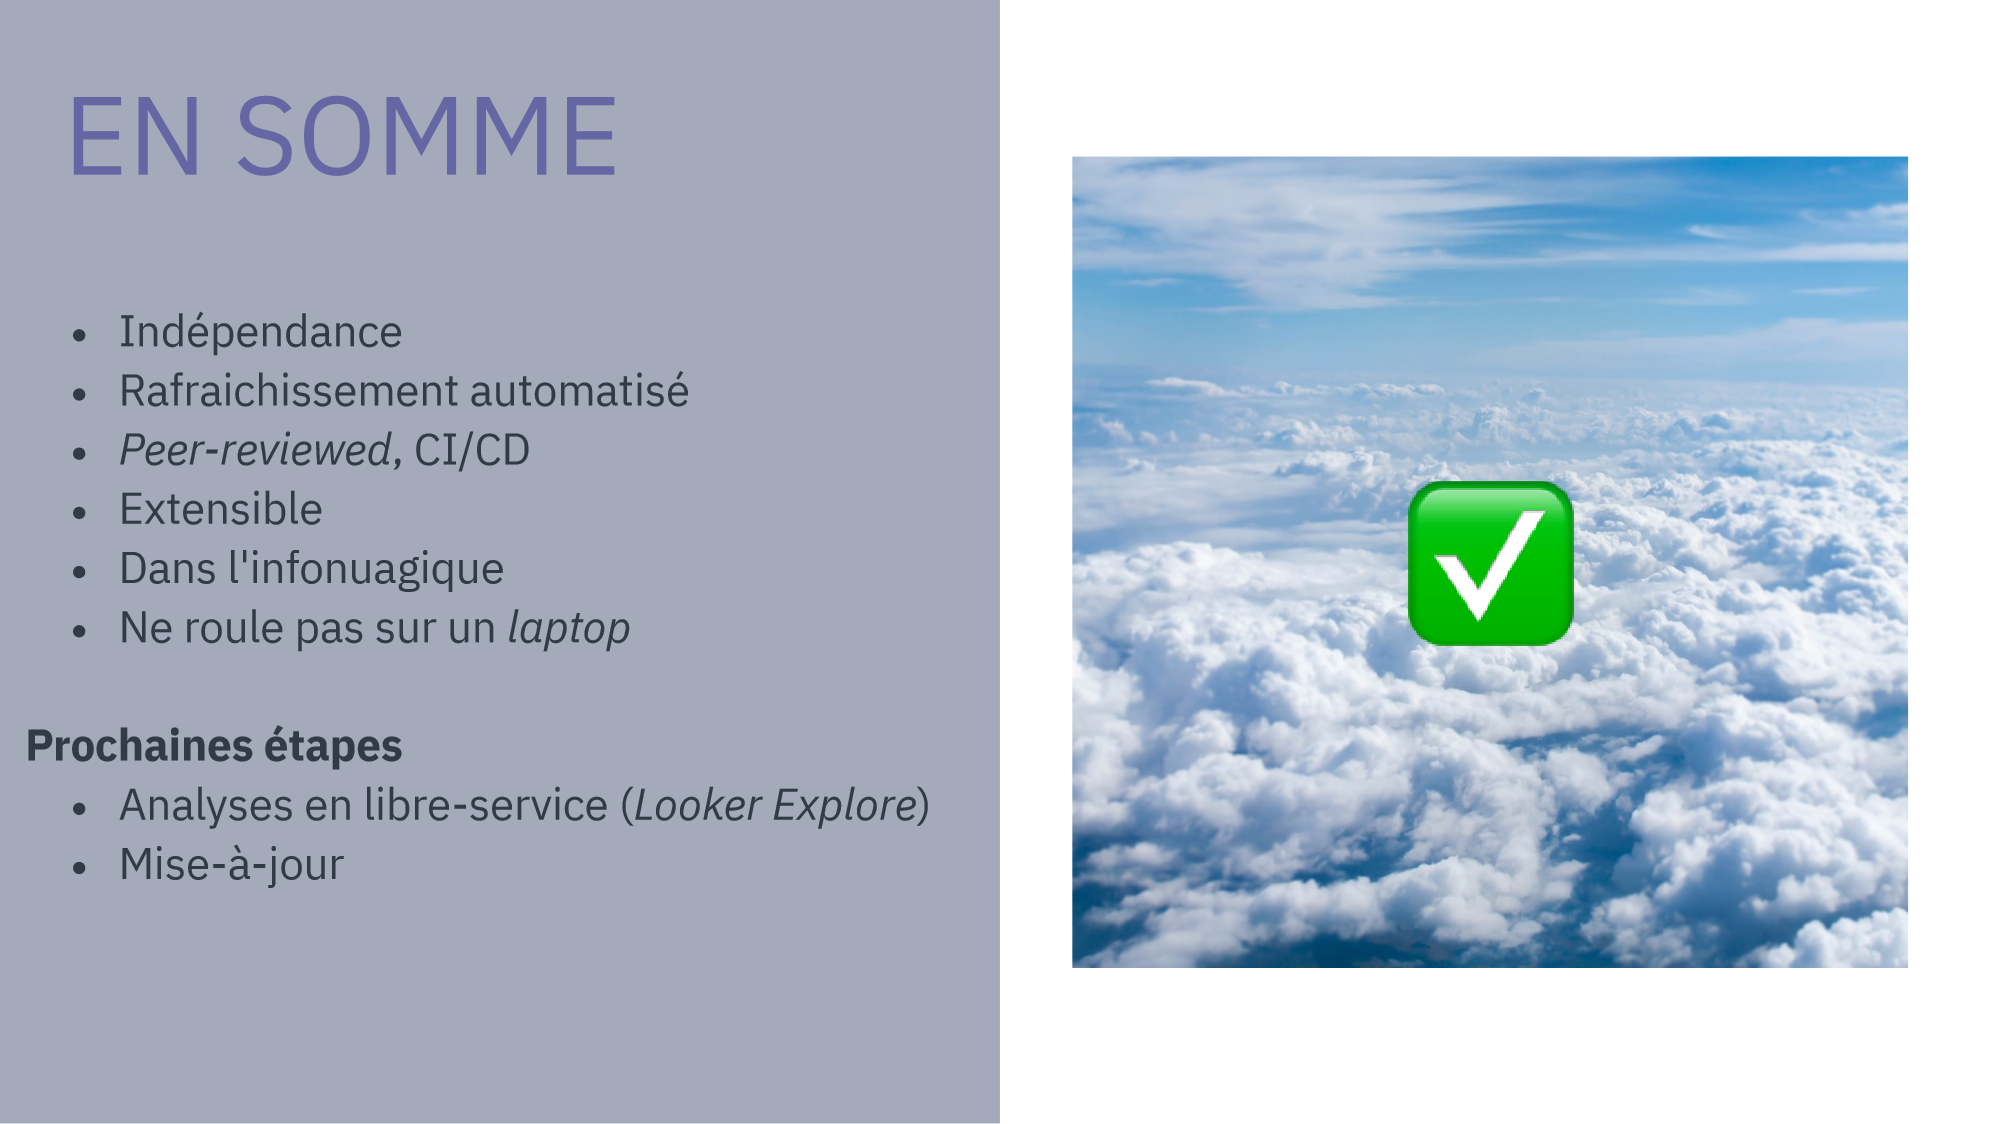 EN SOMME
• Indépendance
• Rafraichissement automatisé
• Peer-reviewed, CI/CD
• Extensible
• Dans l'infonuagique
• Ne roule pas sur un laptop
Prochaines étapes
• Analyses en libre-service (Looker Explore)
• Mise-à-jour